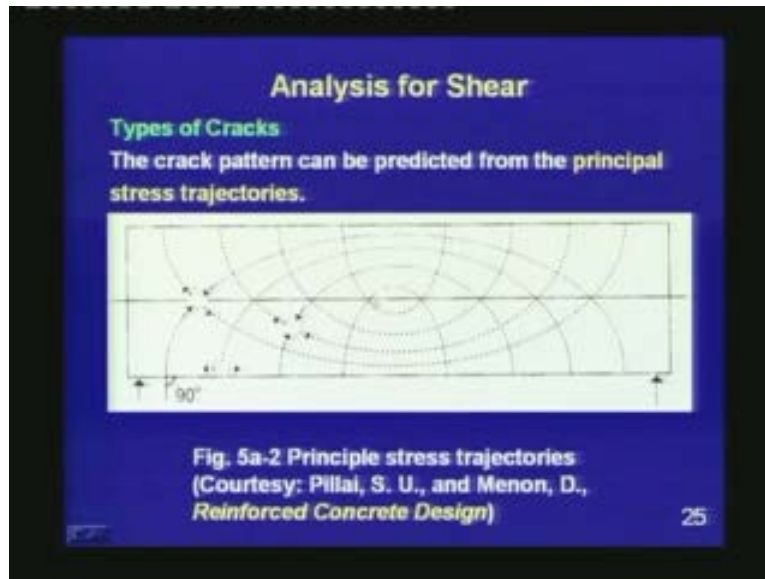 Analysis for Shear
Types of Cracks
The crack pattern can be predicted from the principal
stress trajectories.
90°
Fig. 5a-2 Principle stress trajectories
(Courtesy: Pillai, S. U., and Menon, D.,
Reinforced Concrete Design)
25